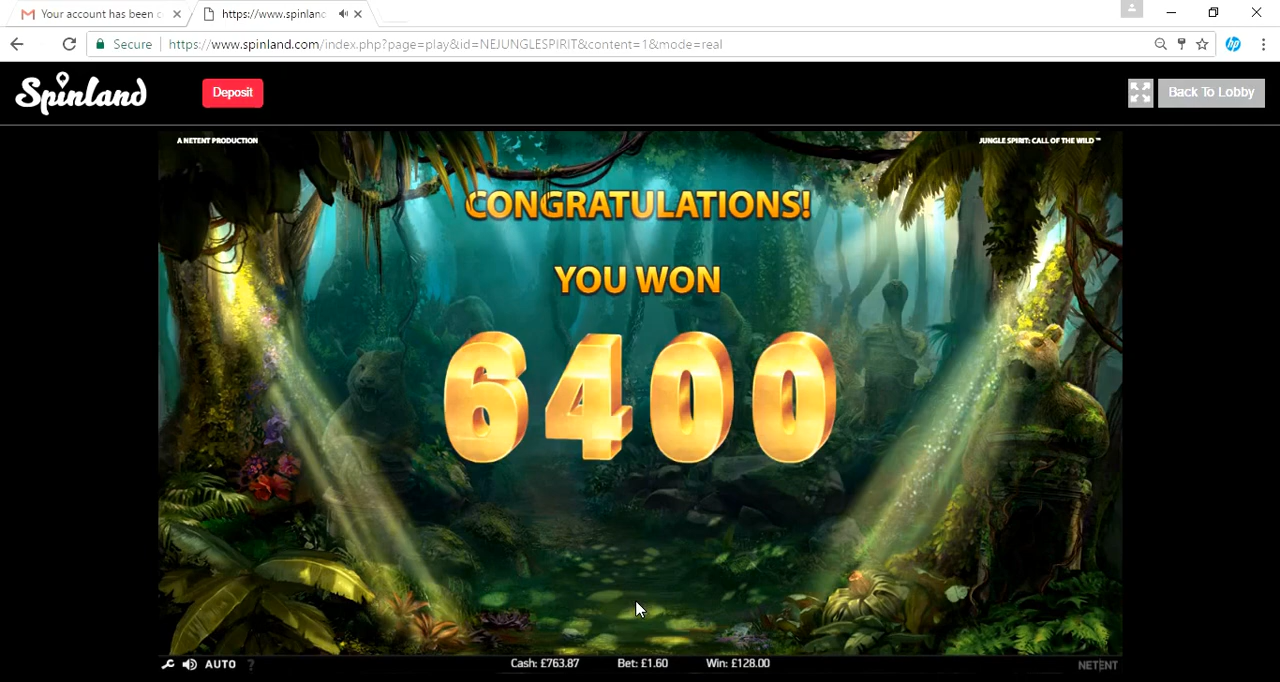 Your account has been c
https://www.spinland
Secure
https://www.spinland.com/index.php?page=play&id=NEJUNGLESPIRIT&content=1&mode=real
Spinland
Deposit
Back To Lobby
A NETENT PRODUCTION
JUNGLE SPIRIT: CALL OF THE WILD™
CONGRATULATIONS!
YOU WON
6400
AUTO ?
Cash: £763.87 Bet: £1.60 Win: £128.00
NETENT